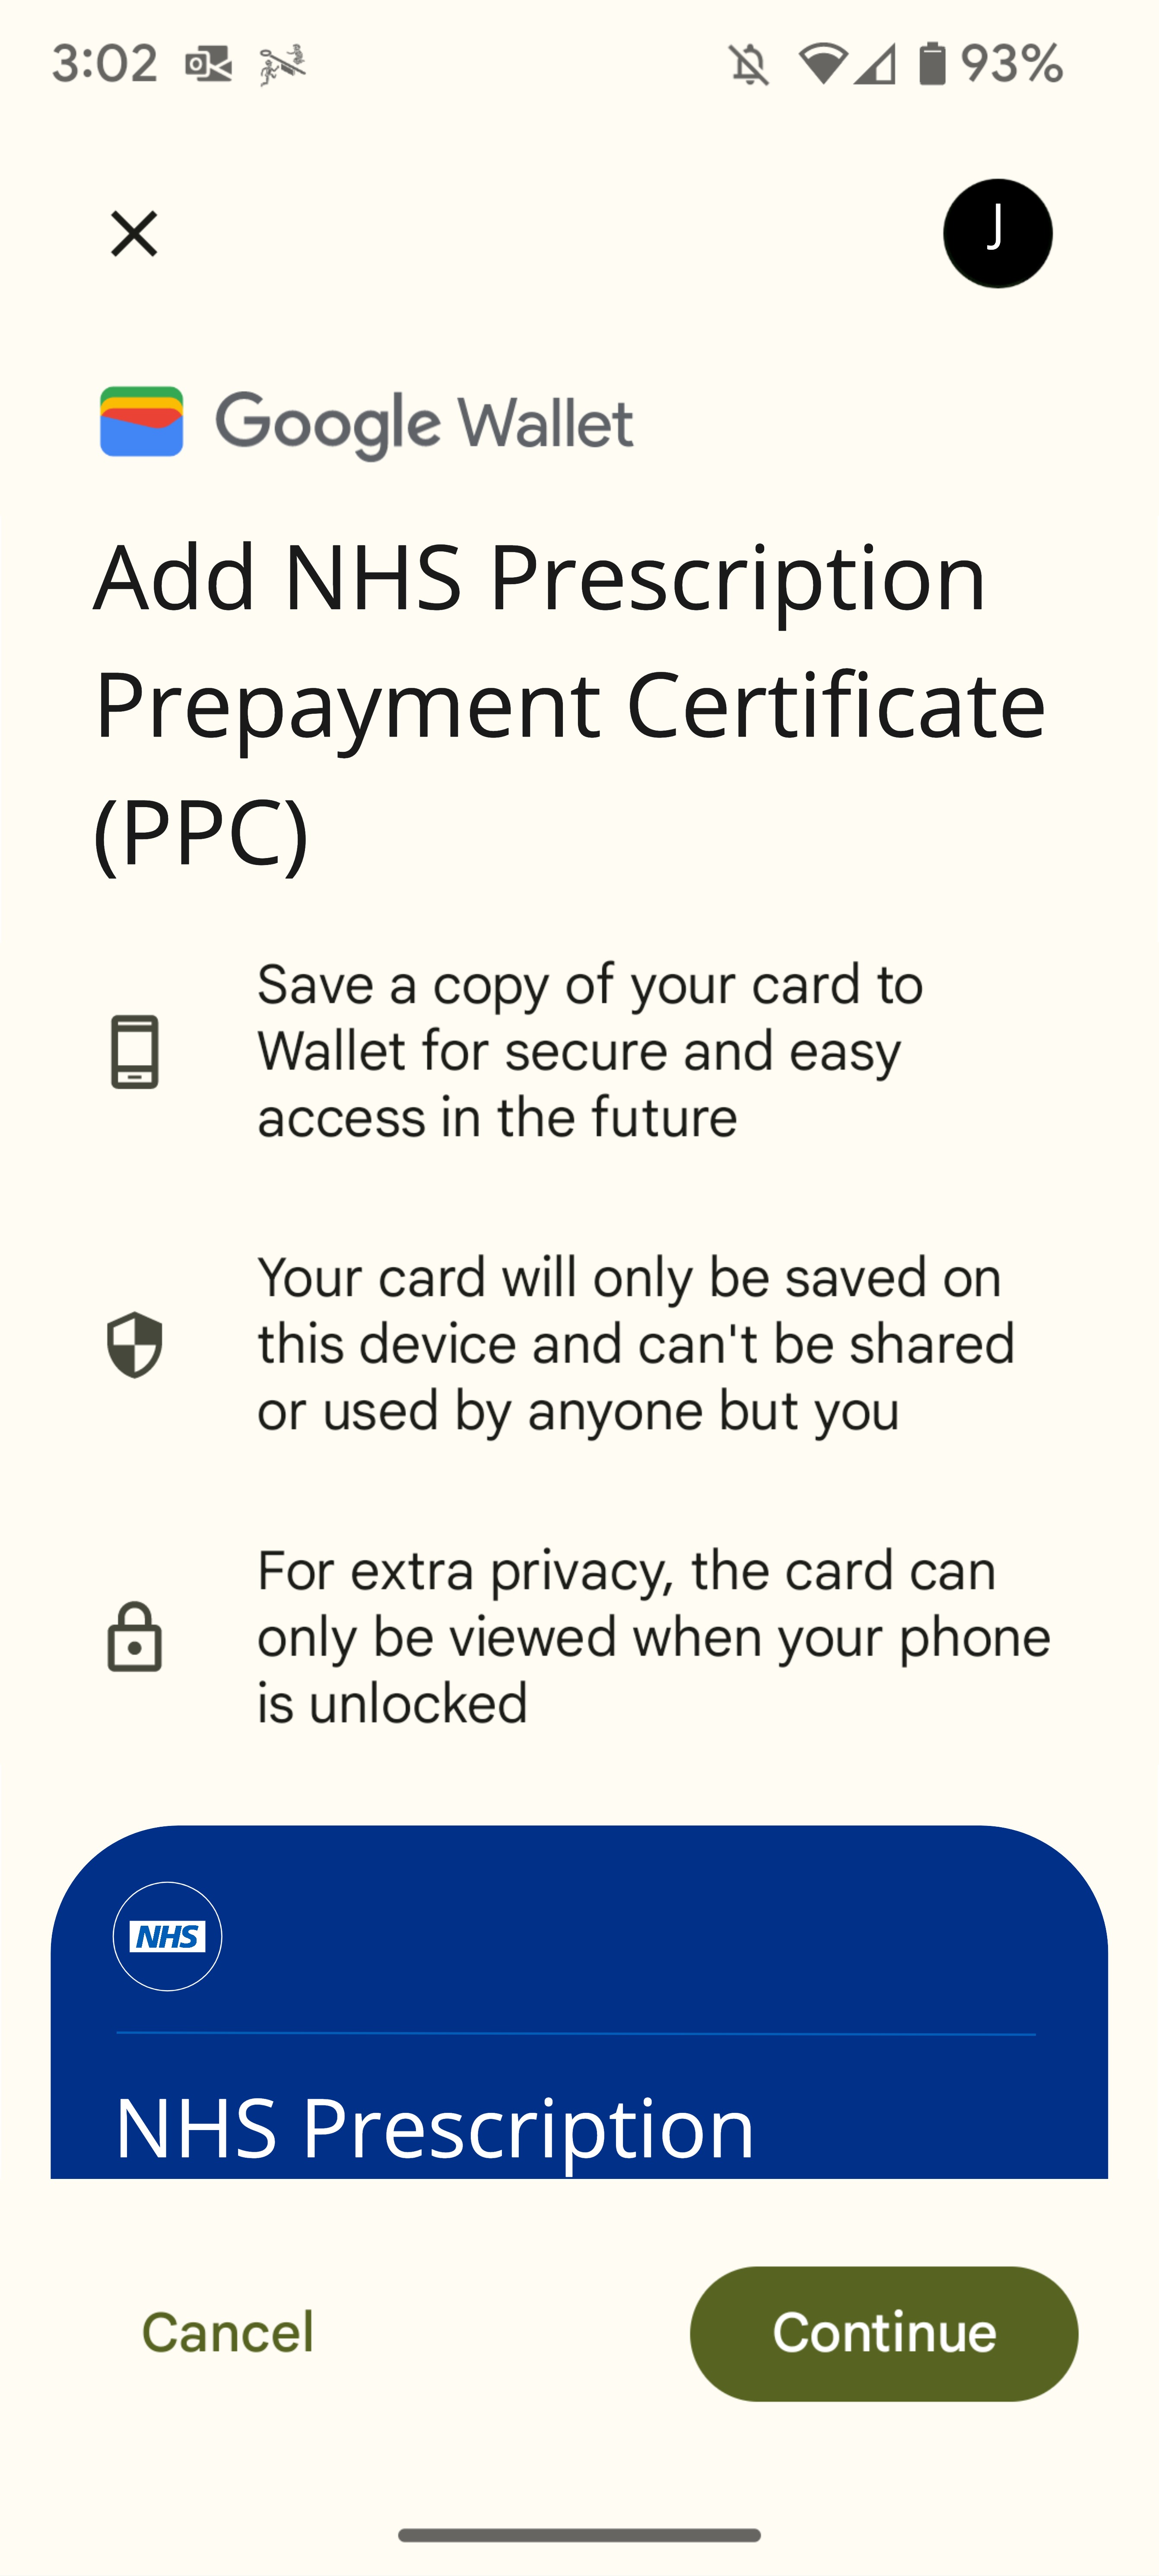 3:02
93%
J
Google Wallet
Add NHS Prescription
Prepayment Certificate
(PPC)
Save a copy of your card to
Wallet for secure and easy
access in the future
Your card will only be saved on
this device and can't be shared
or used by anyone but you
For extra privacy, the card can
only be viewed when your phone
is unlocked
NHS
NHS Prescription
Cancel
Continue